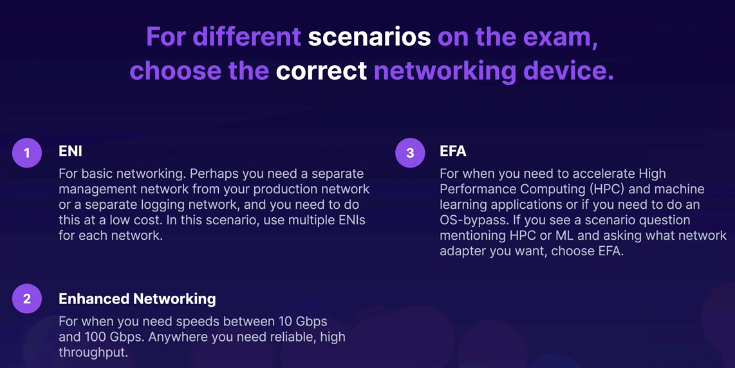 For different scenarios on the exam,
choose the correct networking device.
1
ENI
For basic networking. Perhaps you need a separate
management network from your production network
or a separate logging network, and you need to do
this at a low cost. In this scenario, use multiple ENIs
for each network.
2
Enhanced Networking
For when you need speeds between 10 Gbps
and 100 Gbps. Anywhere you need reliable, high
throughput.
3
EFA
For when you need to accelerate High
Performance Computing (HPC) and machine
learning applications or if you need to do an
OS-bypass. If you see a scenario question
mentioning HPC or ML and asking what network
adapter you want, choose EFA.